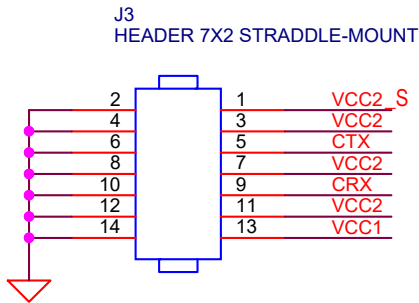 J3
HEADER 7X2 STRADDLE-MOUNT
2 1 VCC2_S
4 3 VCC2
6 5 CTX
8 7 VCC2
10 9 CRX
12 11 VCC2
14 13 VCC1